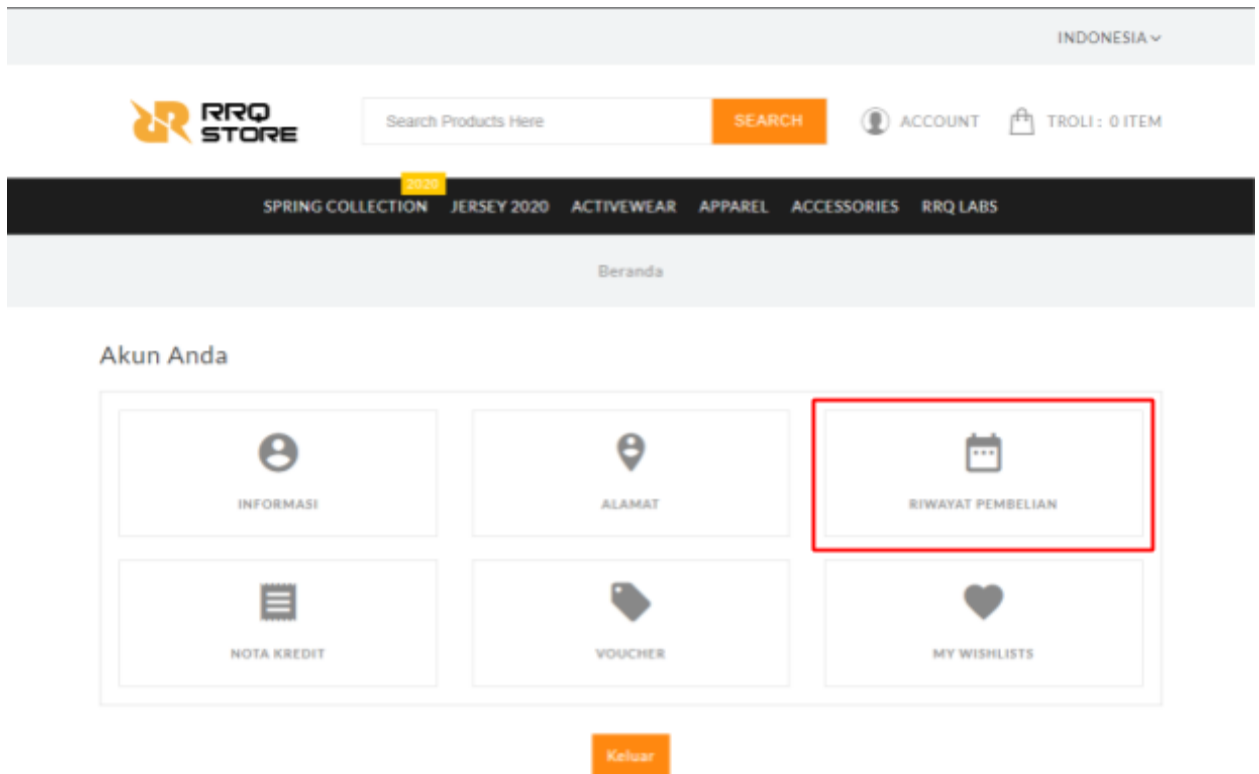 INDONESIA
RRQ
STORE
Search Products Here
SEARCH
ACCOUNT
TROLI : 0 ITEM
2020
SPRING COLLECTION JERSEY 2020 ACTIVEWEAR APPAREL ACCESSORIES RRQ LABS
Beranda
Akun Anda
INFORMASI
ALAMAT
RIWAYAT PEMBELIAN
NOTA KREDIT
VOUCHER
MY WISHLISTS
Keluar